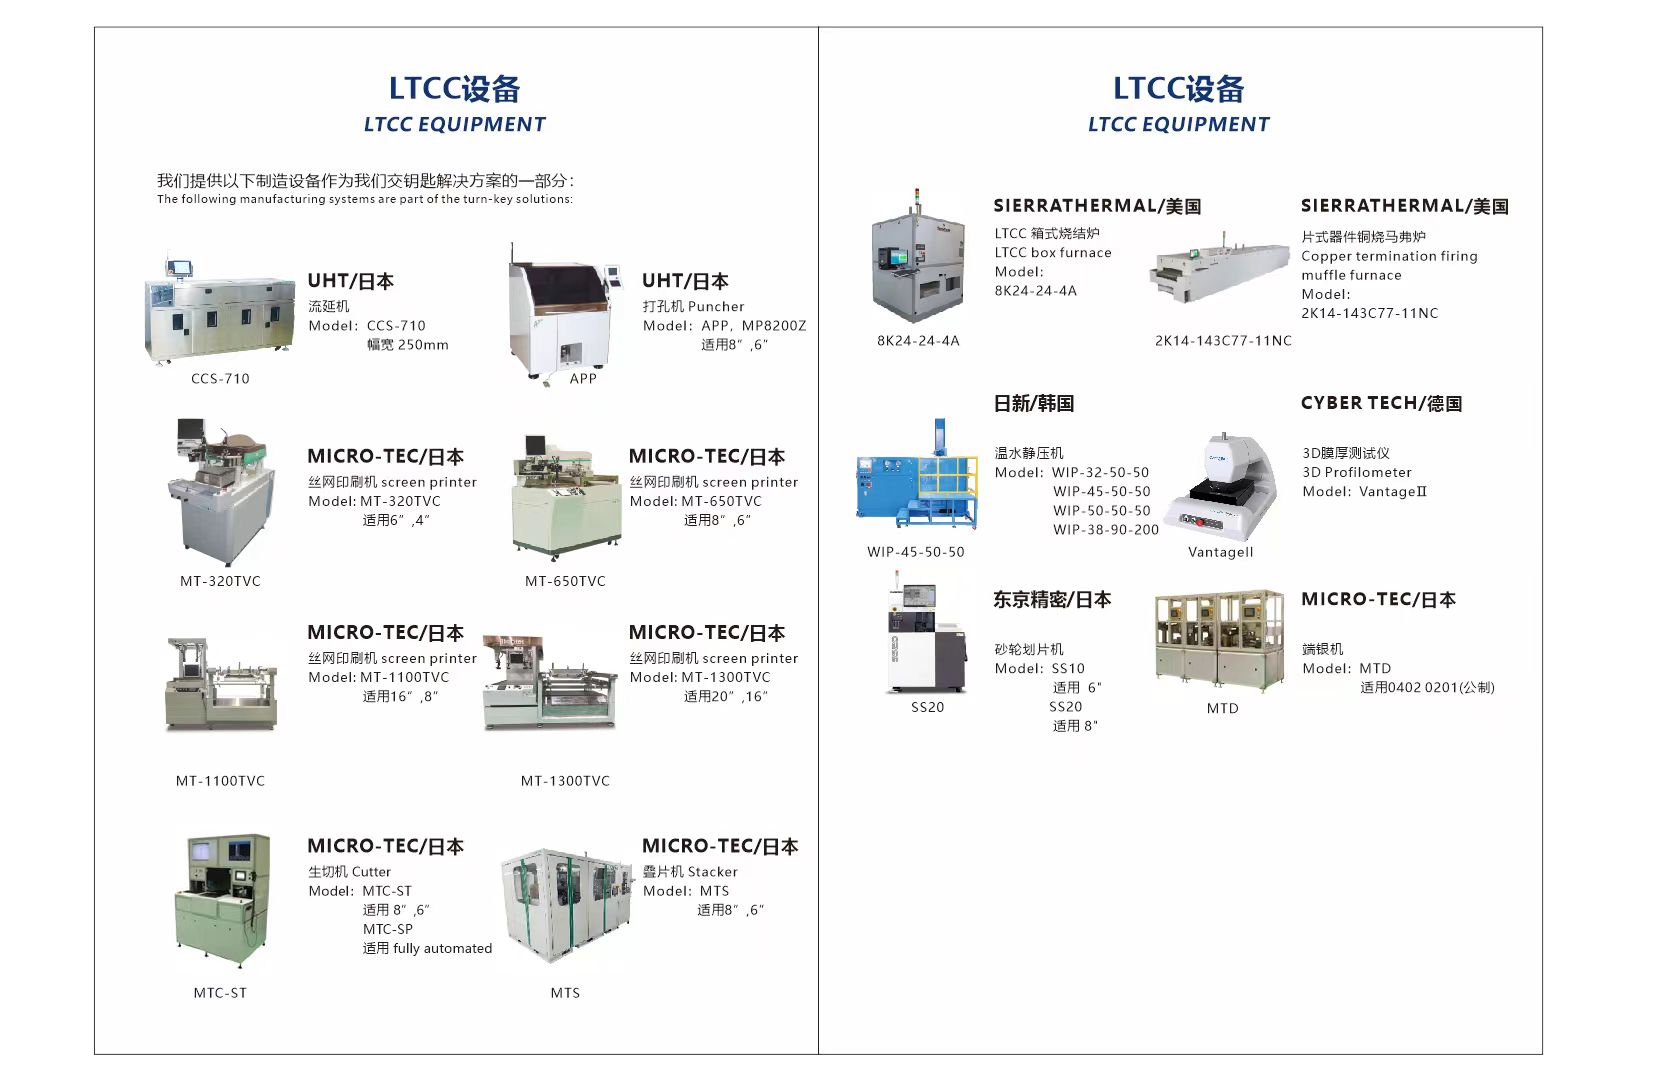 LTCC设备
LTCC EQUIPMENT
我们提供以下制造设备作为我们交钥匙解决方案的一部分：
The following manufacturing systems are part of the turn-key solutions:
UHT/日本
流延机
Model：CCS-710
幅宽 250mm
CCS-710
UHT/日本
打孔机 Puncher
Model：APP，MP8200Z
适用8”,6“
APP
MICRO-TEC/日本
丝网印刷机 screen printer
Model: MT-320TVC
适用6”,4“
MT-320TVC
MICRO-TEC/日本
丝网印刷机 screen printer
Model: MT-650TVC
适用8”,6“
MT-650TVC
MICRO-TEC/日本
丝网印刷机 screen printer
Model: MT-1100TVC
适用16”,8“
MT-1100TVC
MICRO-TEC/日本
丝网印刷机 screen printer
Model: MT-1300TVC
适用20”,16“
MT-1300TVC
MICRO-TEC/日本
生切机 Cutter
Model：MTC-ST
适用 8”,6“
MTC-SP
适用 fully automated
MTC-ST
MICRO-TEC/日本
叠片机 Stacker
Model：MTS
适用8”,6“
MTS
LTCC设备
LTCC EQUIPMENT
SIERRATHERMAL/美国
LTCC 箱式烧结炉
LTCC box furnace
Model:
8K24-24-4A
8K24-24-4A
SIERRATHERMAL/美国
片式器件铜烧马弗炉
Copper termination firing
muffle furnace
Model:
2K14-143C77-11NC
2K14-143C77-11NC
日新/韩国
温水静压机
Model：WIP-32-50-50
WIP-45-50-50
WIP-50-50-50
WIP-38-90-200
WIP-45-50-50
CYBER TECH/德国
3D膜厚测试仪
3D Profilometer
Model：VantageⅡ
VantageII
东京精密/日本
砂轮划片机
Model：SS10
适用 6"
SS20
适用 8"
SS20
MICRO-TEC/日本
端银机
Model：MTD
适用0402 0201(公制)
MTD